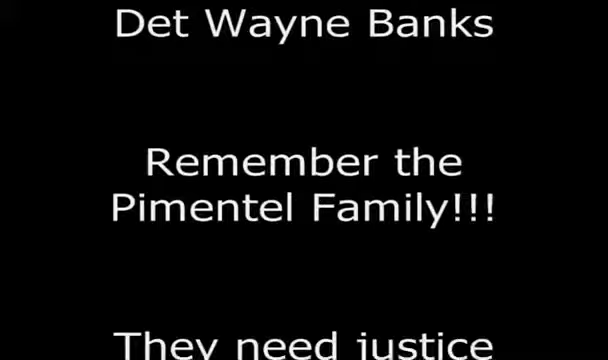 Det Wayne Banks
Remember the
Pimentel Family!!!
They need justice